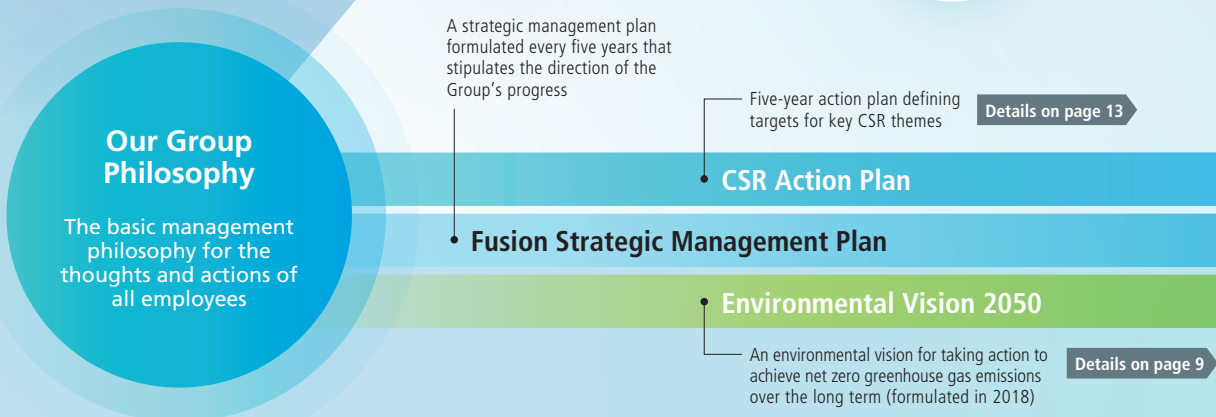 Our Group
Philosophy
The basic management
philosophy for the
thoughts and actions of
all employees
A strategic management plan
formulated every five years that
stipulates the direction of the
Group's progress
Five-year action plan defining
targets for key CSR themes
Details on page 13
CSR Action Plan
Fusion Strategic Management Plan
Environmental Vision 2050
An environmental vision for taking action to
achieve net zero greenhouse gas emissions
over the long term (formulated in 2018)
Details on page 9